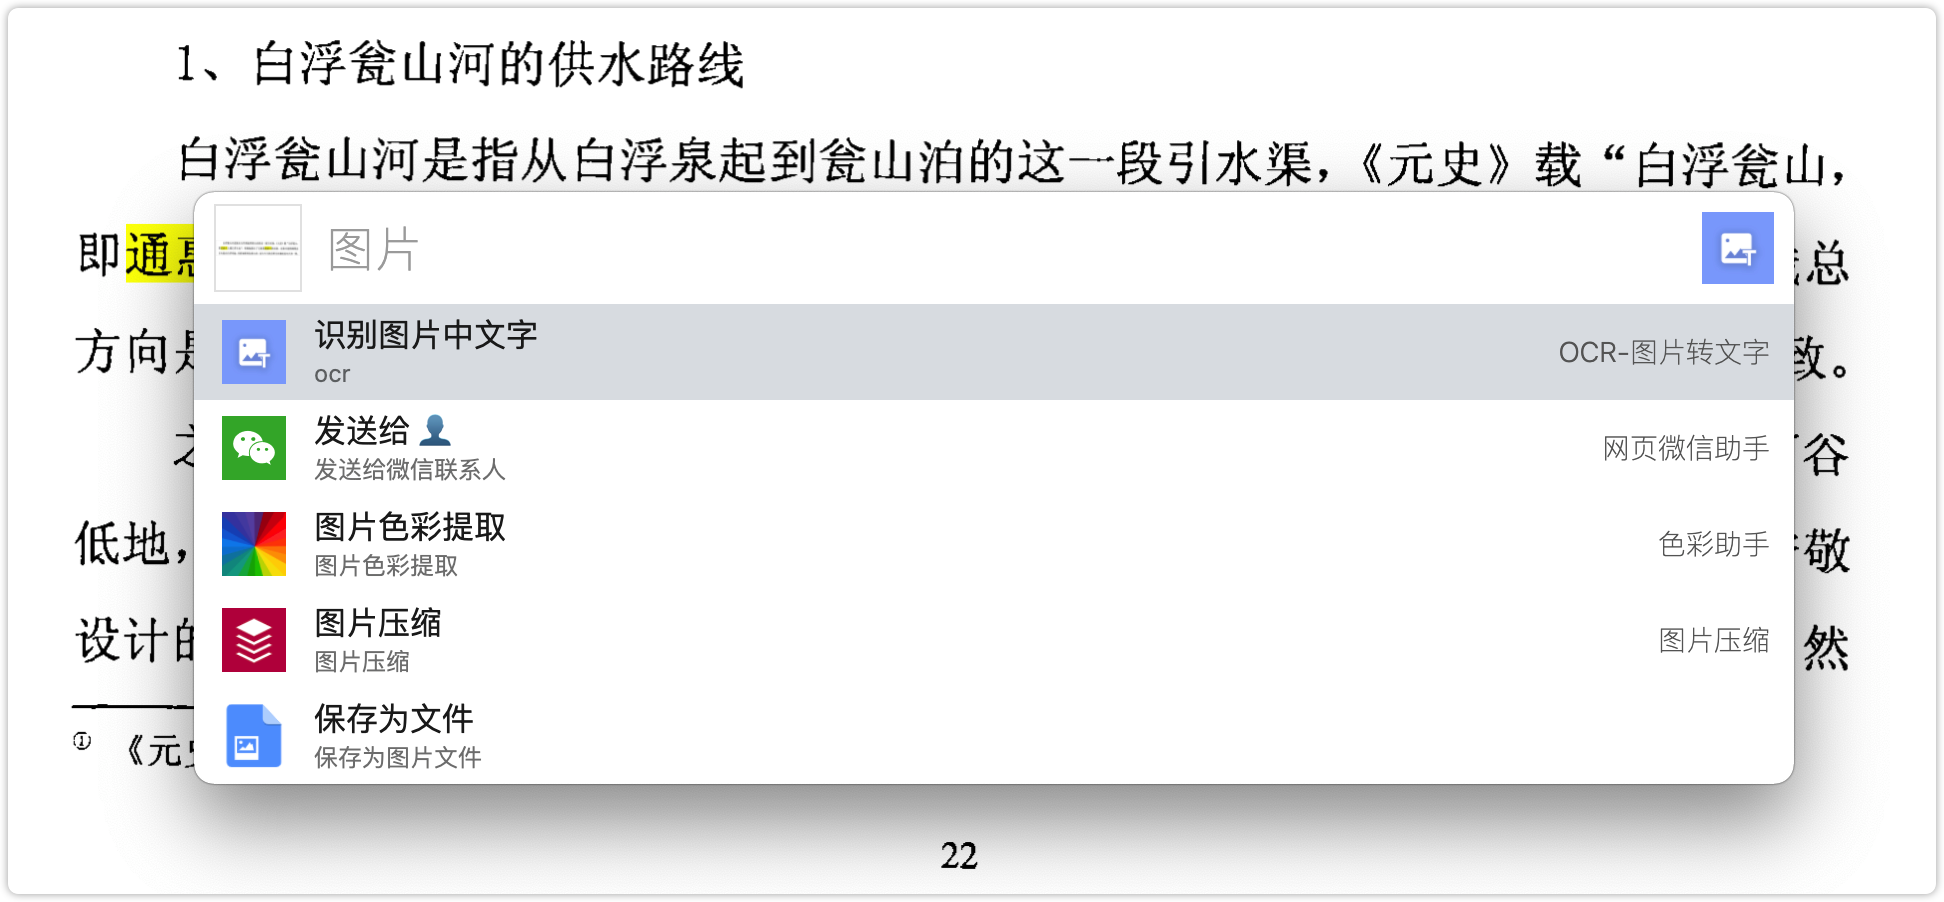 1、白浮瓮山河的供水路线
白浮瓮山河是指从白浮泉起到瓮山泊的这一段引水渠，《元史》载“白浮瓮山，
即通惠
总
图片
识别图片中文字
ocr
OCR-图片转文字
方向是
致。
发送给
发送给微信联系人
网页微信助手
之
谷
图片色彩提取
图片色彩提取
色彩助手
低地，
敬
图片压缩
图片压缩
图片压缩
设计的
然
保存为文件
保存为图片文件
① 《元史
22